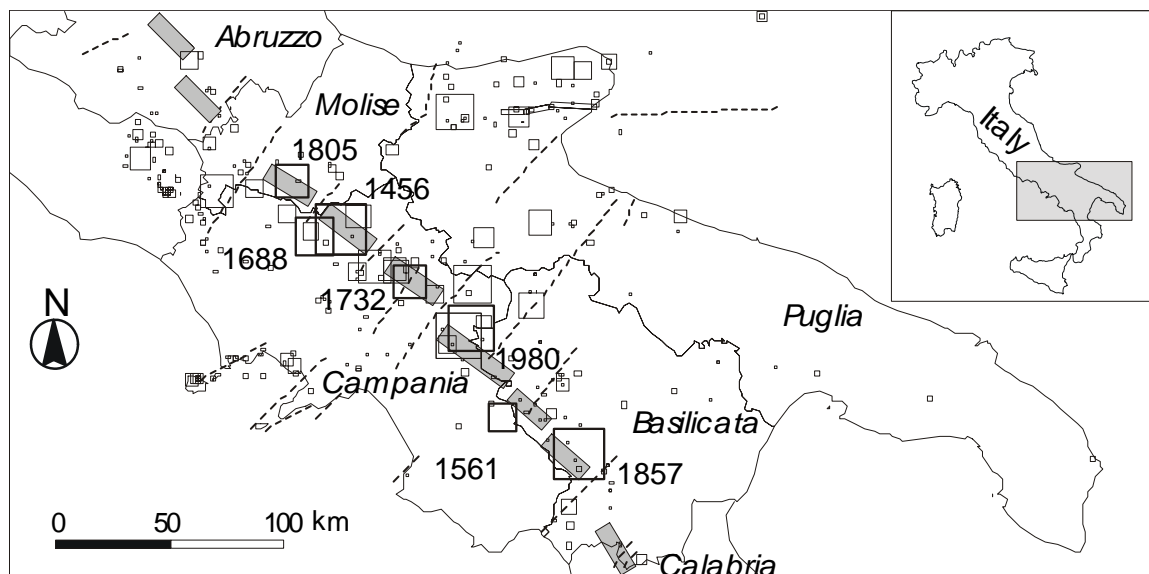 Abruzzo
Molise
Italy
1805
1456
1688
N
1732
Puglia
1980
Campania
Basilicata
1561
1857
0 50 100 km
Calabria